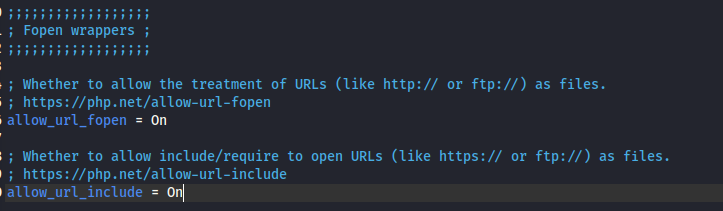 ;;;;;;;;;;;;;;;;;;
; Fopen wrappers ;
;;;;;;;;;;;;;;;;;;
; Whether to allow the treatment of URLs (like http:// or ftp://) as files.
; https://php.net/allow-url-fopen
allow_url_fopen = On
; Whether to allow include/require to open URLs (like https:// or ftp://) as files.
; https://php.net/allow-url-include
allow_url_include = On